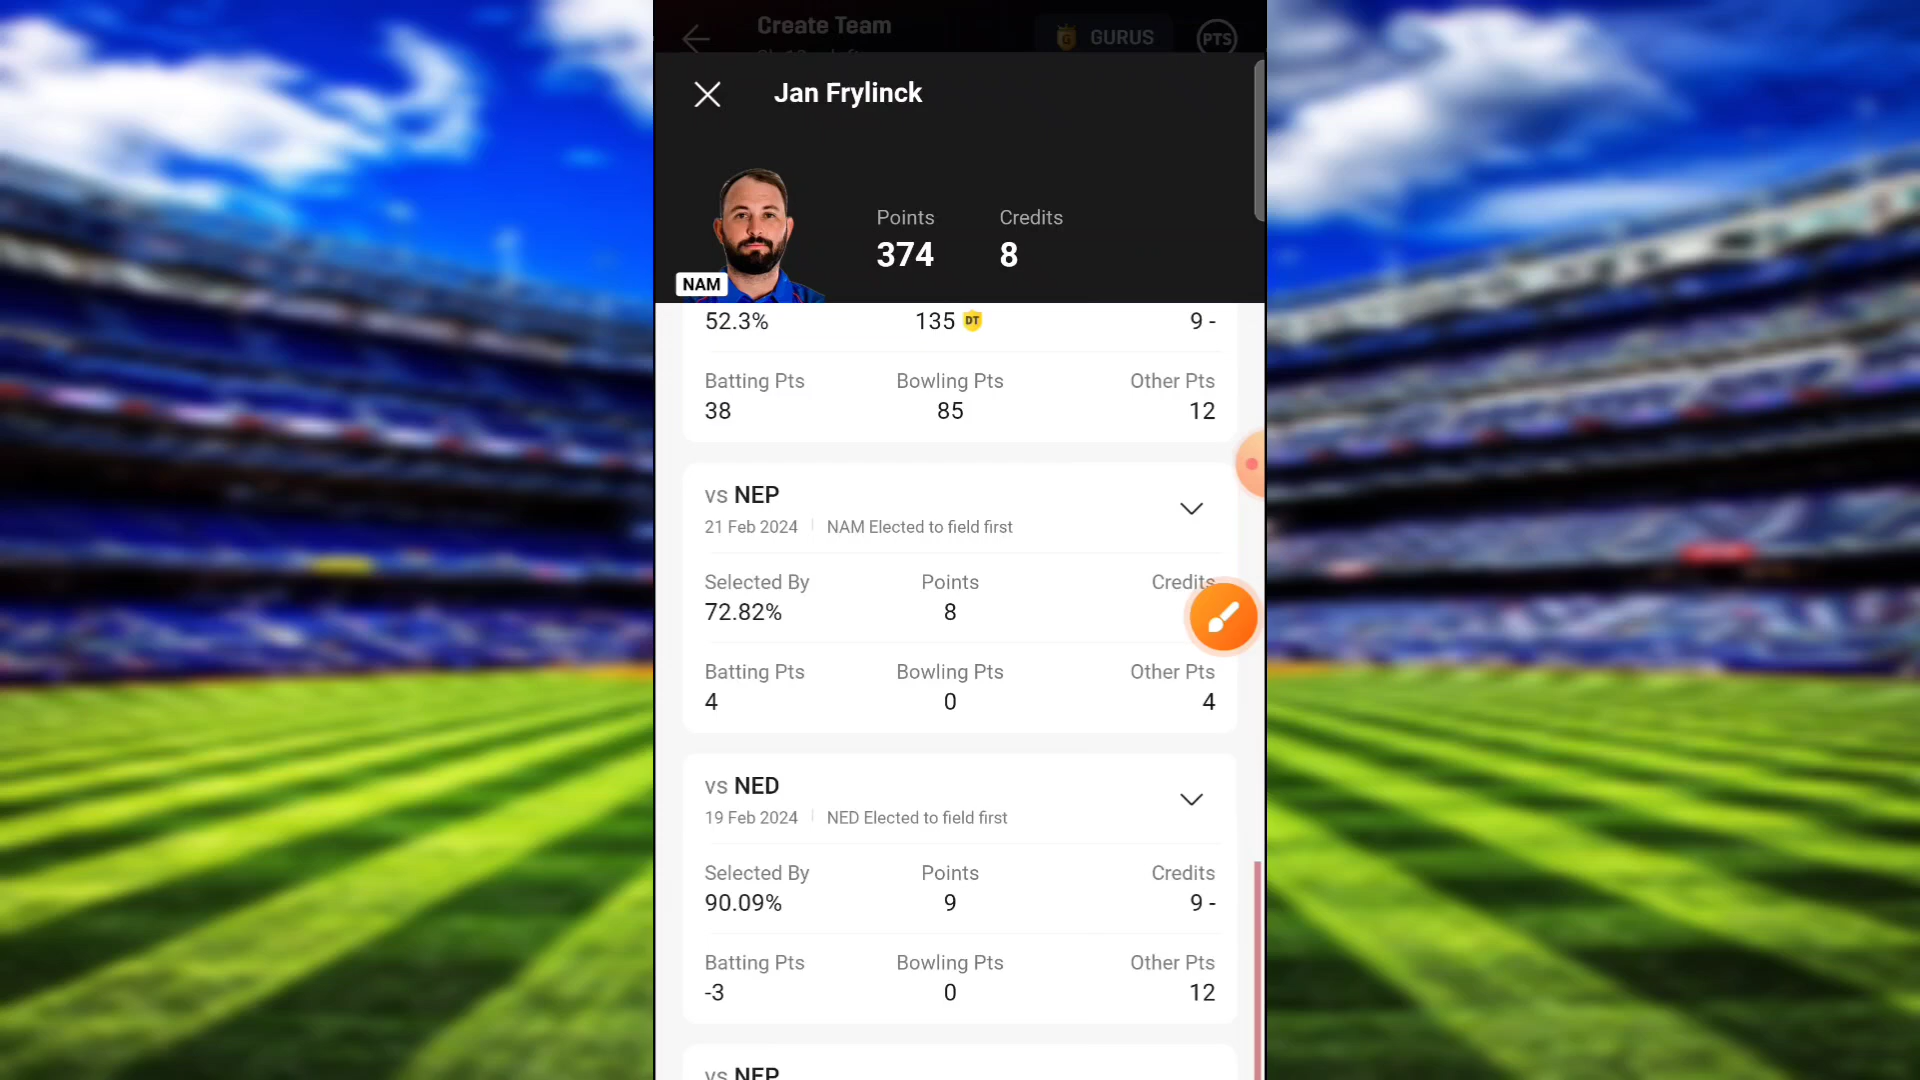 Create Team
GURUS
PTS
Jan Frylinck
Points
Credits
374
8
NAM
52.3%
135 DT
9 -
Batting Pts
Bowling Pts
Other Pts
38
85
12
vs NEP
21 Feb 2024
NAM Elected to field first
Selected By
Points
Credits
72.82%
8
Batting Pts
Bowling Pts
Other Pts
4
0
4
vs NED
19 Feb 2024
NED Elected to field first
Selected By
Points
Credits
90.09%
9
9 -
Batting Pts
Bowling Pts
Other Pts
-3
0
12
vs NEP